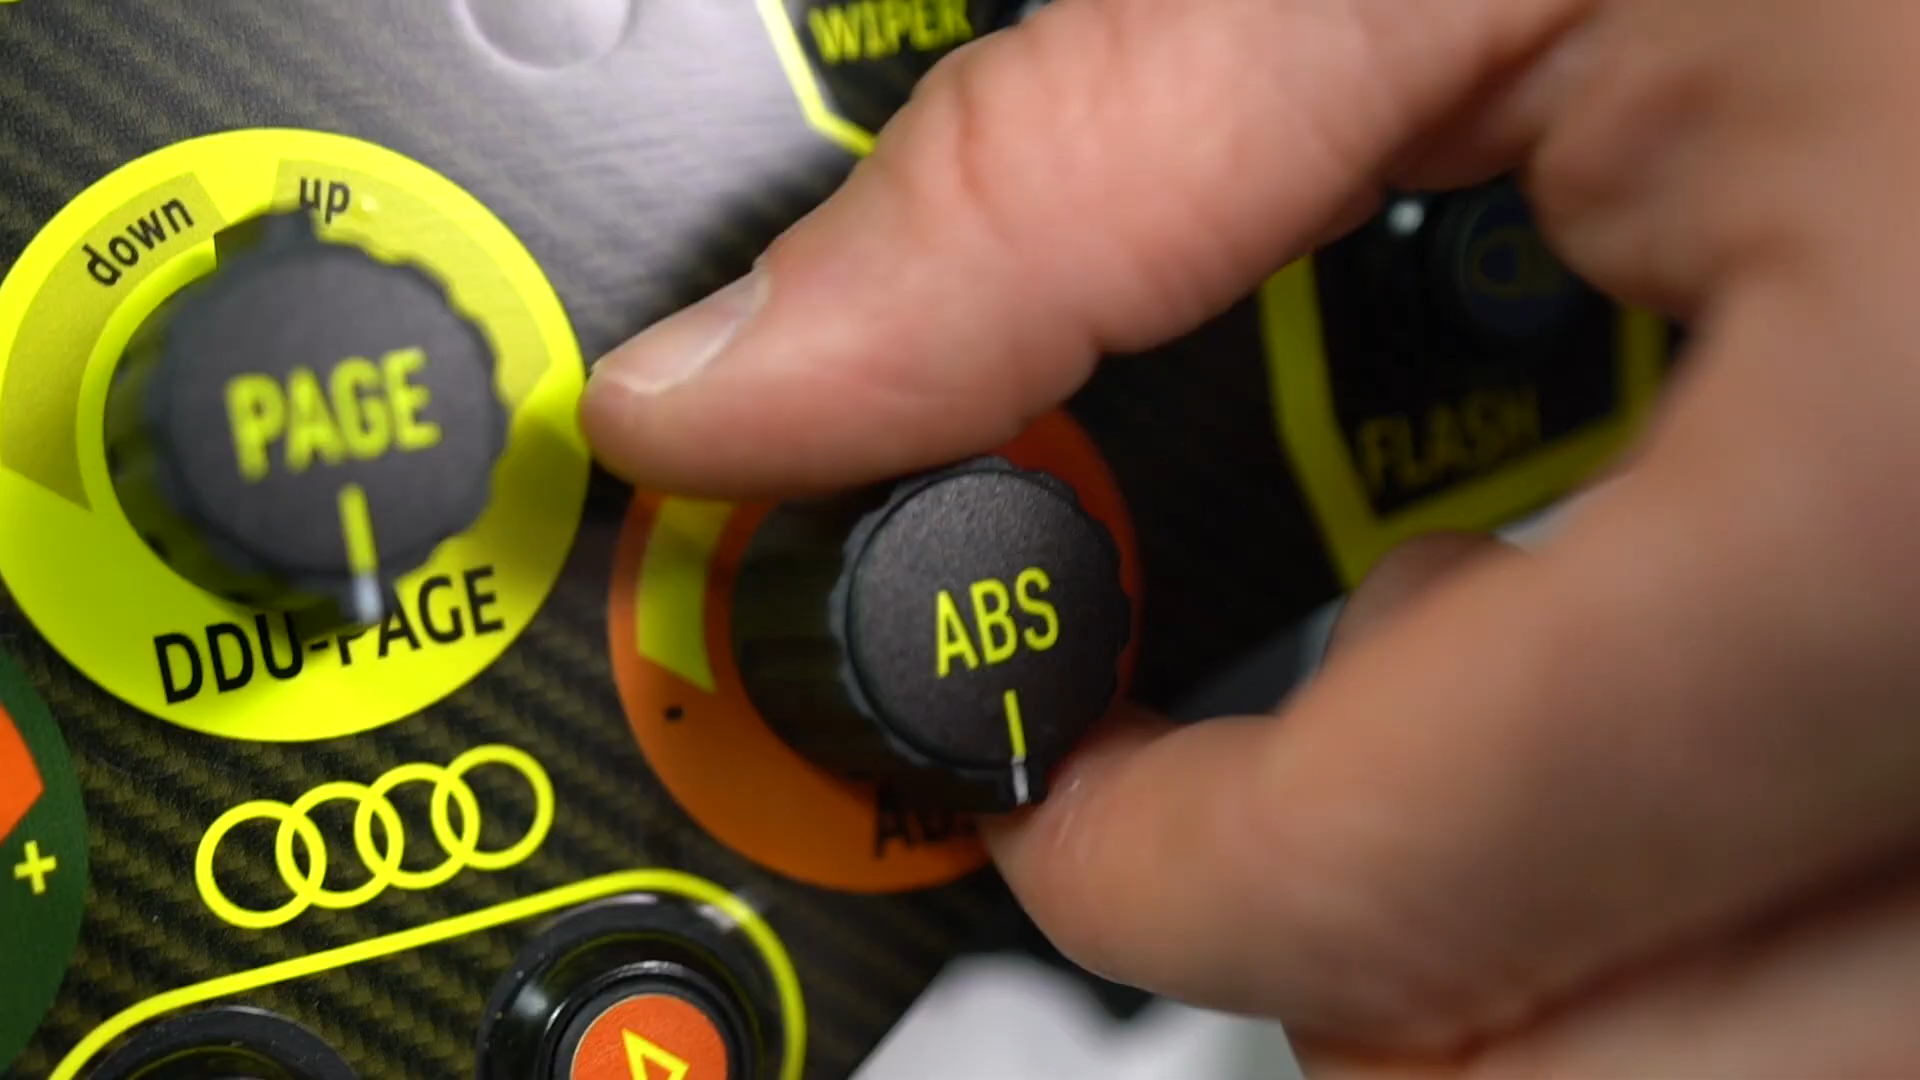 WIPER
down
up
PAGE
DDU-PAGE
ABS
FLASH
+